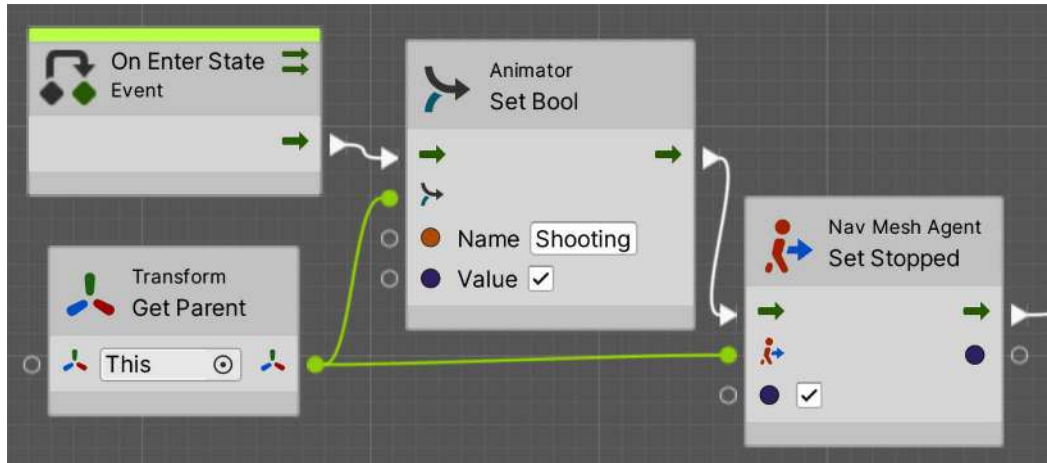 On Enter State
Event
Animator
Set Bool
Name Shooting
Value
Transform
Get Parent
This
Nav Mesh Agent
Set Stopped